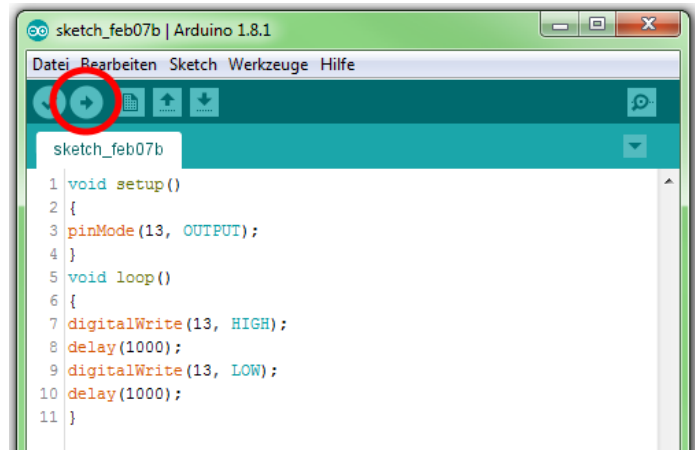 sketch_feb07b | Arduino 1.8.1
Datei Bearbeiten Sketch Werkzeuge Hilfe
sketch_feb07b
1 void setup()
2 {
3 pinMode(13, OUTPUT);
4 }
5 void loop()
6 {
7 digitalWrite(13, HIGH);
8 delay(1000);
9 digitalWrite(13, LOW);
10 delay(1000);
11 }